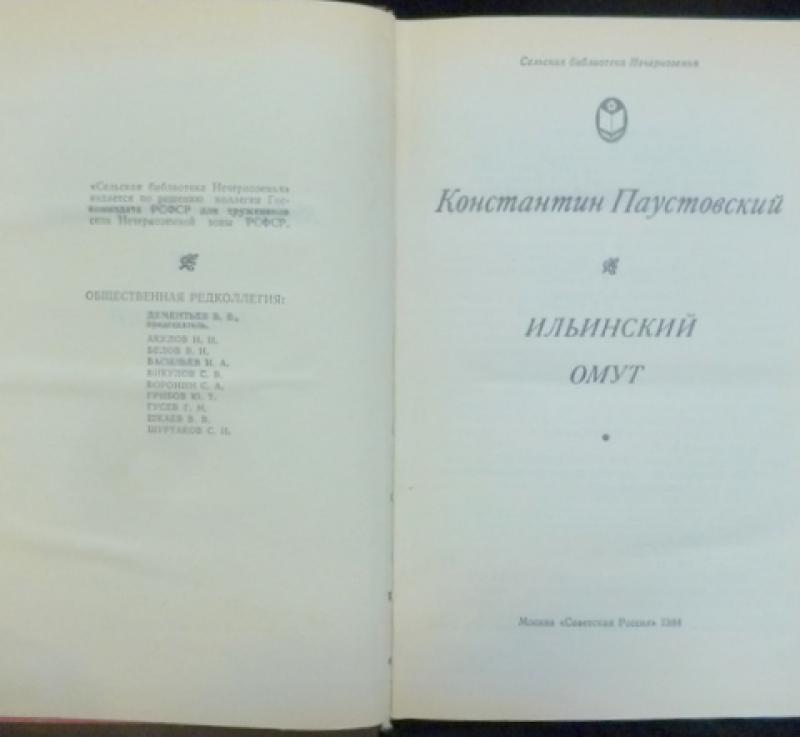 «Сельская библиотека Нечерноземья»
издается по решению коллегии Гос-
комиздата РСФСР для тружеников
села Нечерноземной зоны РСФСР.
ОБЩЕСТВЕННАЯ РЕДКОЛЛЕГИЯ:
ДЕМЕНТЬЕВ В. В.,
председатель.
АКУЛОВ И. И.
БЕЛОВ В. И.
ВАСИЛЬЕВ И. А.
ВИКУЛОВ С. В.
ВОРОНИН С. А.
ГРИБОВ Ю. Т.
ГУСЕВ Г. М.
ШКАЕВ В. В.
ШУРТАКОВ С. И.
Сельская библиотека Нечерноземья
Константин Паустовский
ИЛЬИНСКИЙ
ОМУТ
Москва «Советская Россия» 1984